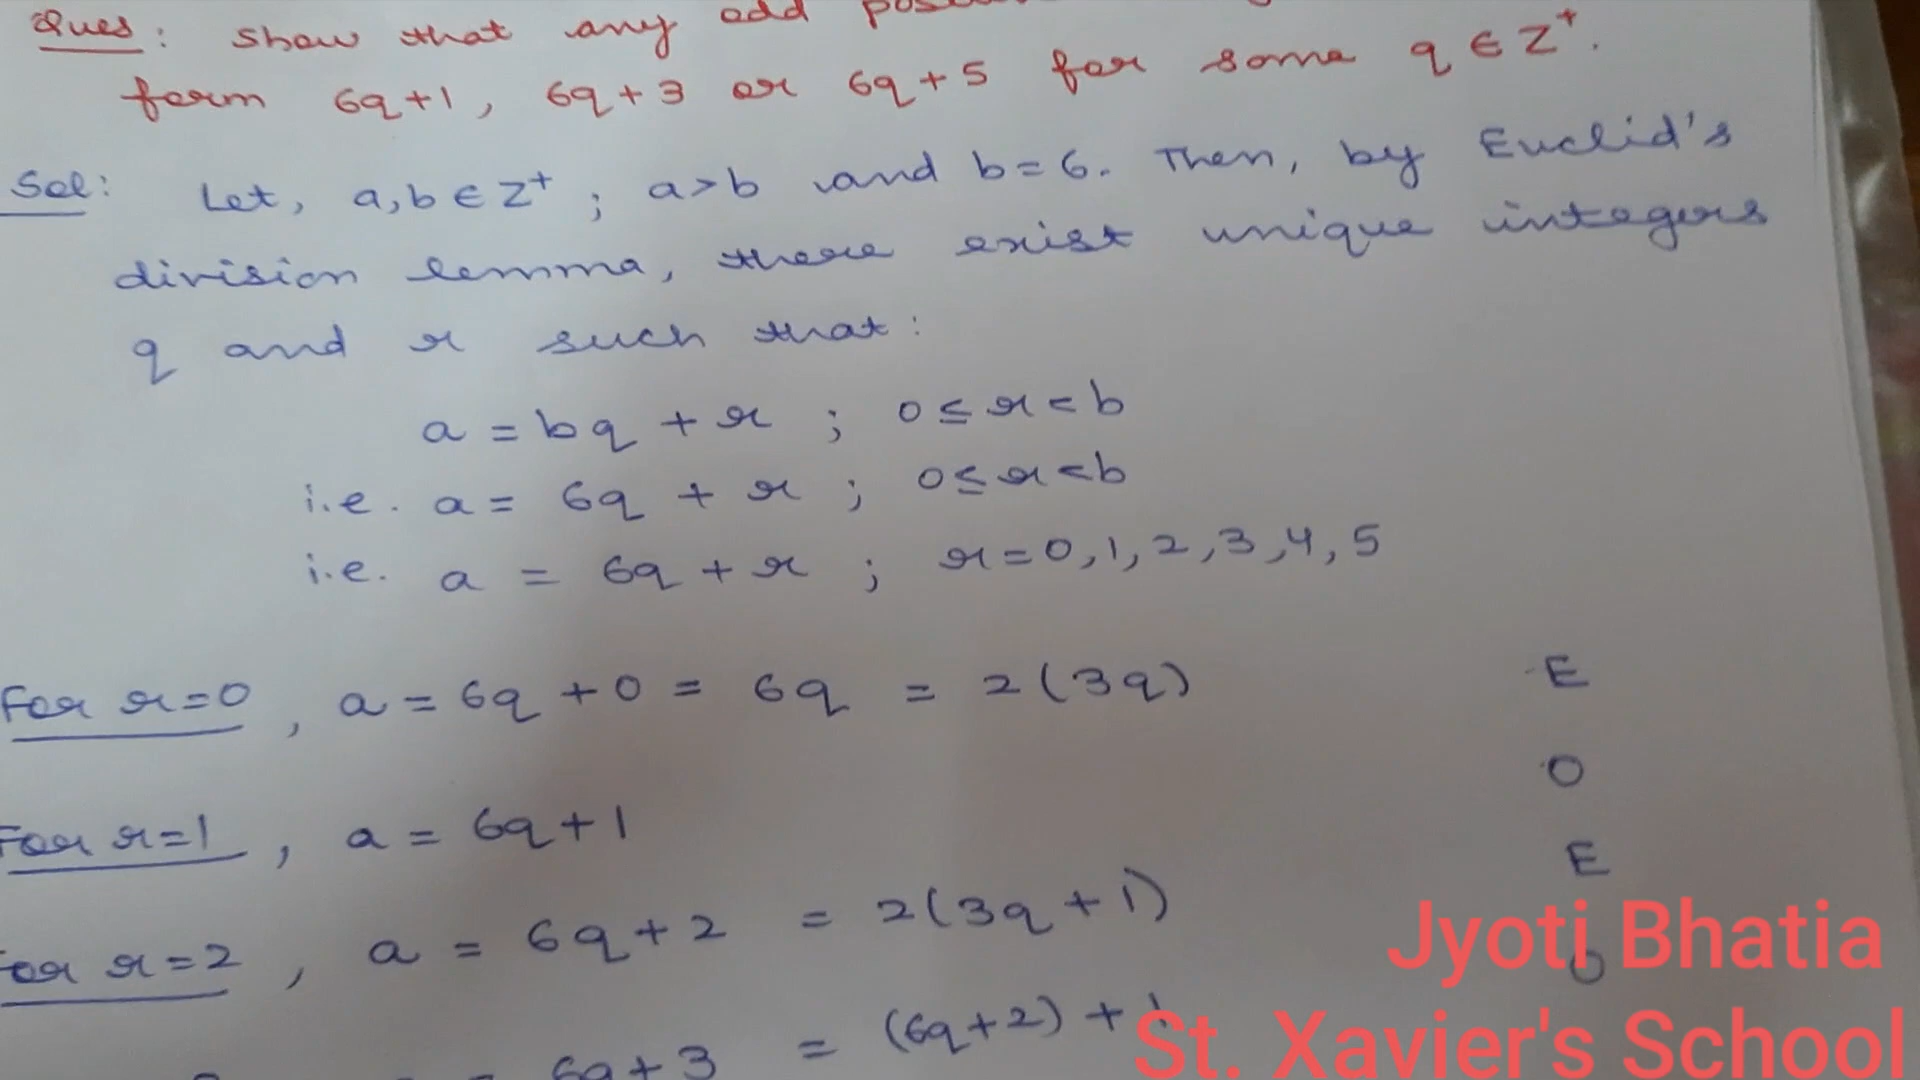 Ques: Show that any odd
form 6q+1, 6q+3 or 6q+5 for some q ∈ Z⁺.
Sol: Let, a,b ∈ Z⁺ ; a>b and b=6. Then, by Euclid's
division lemma, there exist unique integers
q and r such that:
a = bq + r ; 0≤r<b
i.e. a = 6q + r ; 0≤r<b
i.e. a = 6q + r ; r=0,1,2,3,4,5
For r=0, a = 6q+0 = 6q = 2(3q) E
For r=1, a = 6q+1 O
For r=2, a = 6q+2 = 2(3q+1) E
O
= 6q+3 = (6q+2)+1
Jyoti Bhatia
St. Xavier's School